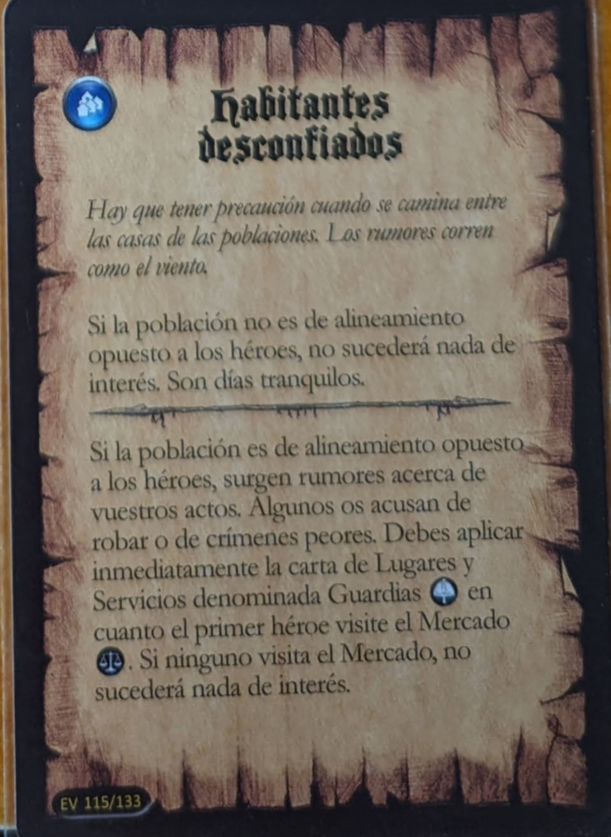 Habitantes
desconfiados
Hay que tener precaución cuando se camina entre
las casas de las poblaciones. Los rumores corren
como el viento.
Si la población no es de alineamiento
opuesto a los héroes, no sucederá nada de
interés. Son días tranquilos.
Si la población es de alineamiento opuesto
a los héroes, surgen rumores acerca de
vuestros actos. Algunos os acusan de
robar o de crímenes peores. Debes aplicar
inmediatamente la carta de Lugares y
Servicios denominada Guardias en
cuanto el primer héroe visite el Mercado
. Si ninguno visita el Mercado, no
sucederá nada de interés.
EV 115/133